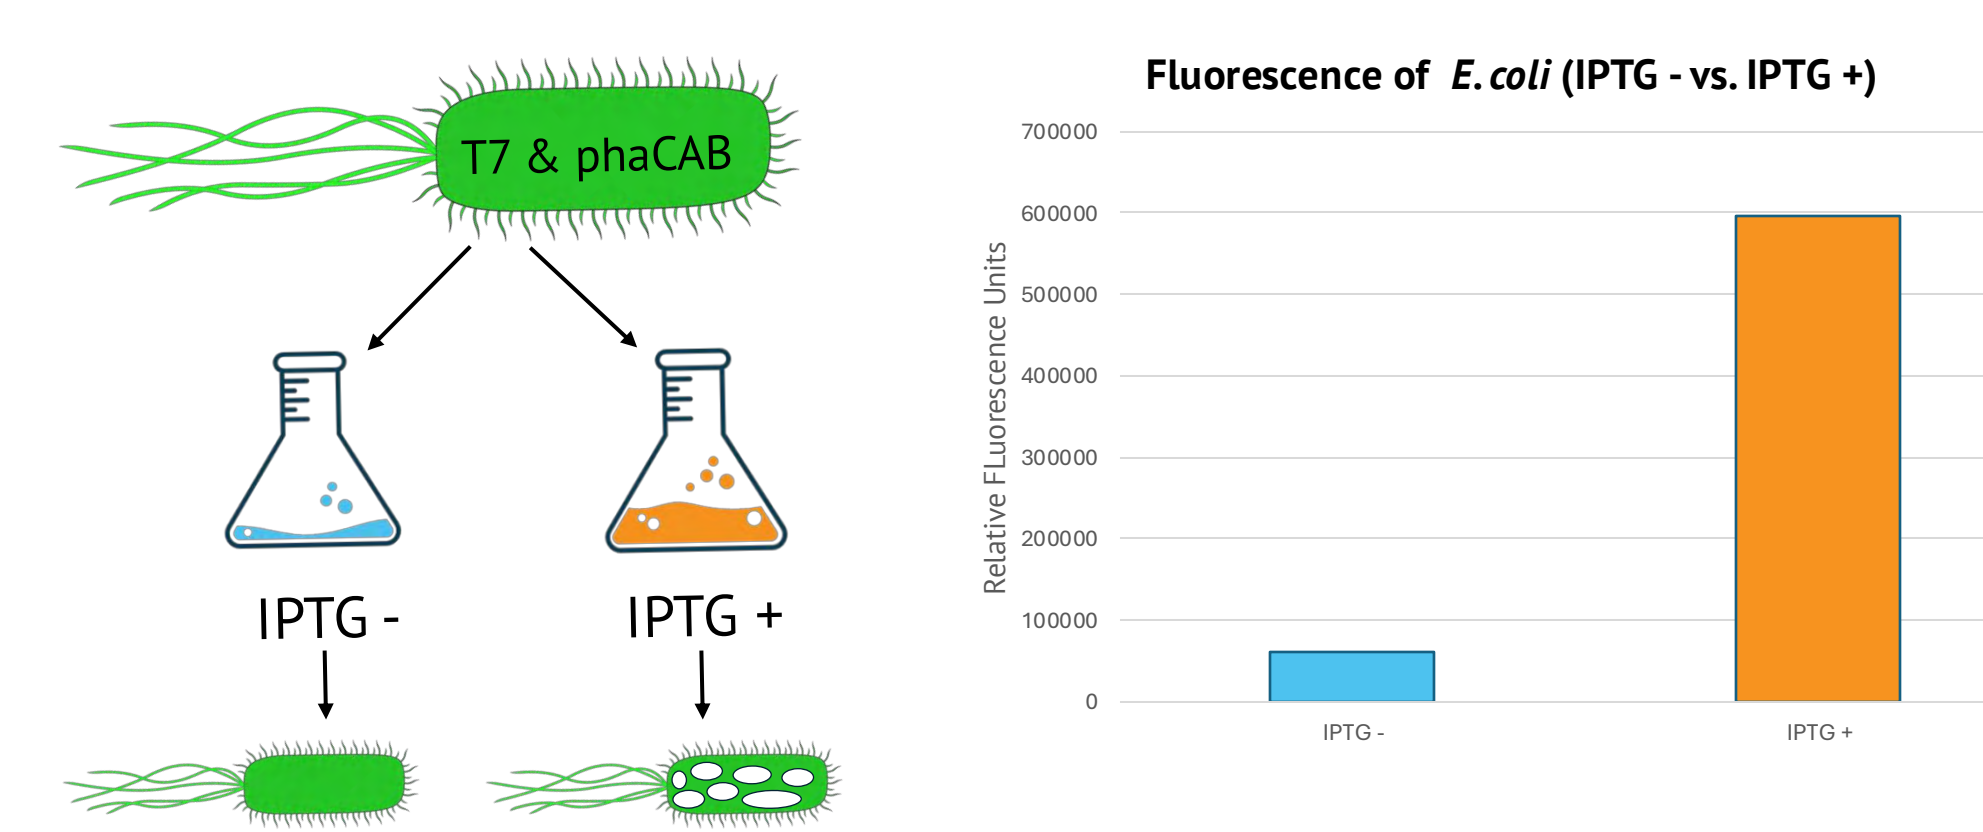 T7 & phaCAB
IPTG -
IPTG +
Fluorescence of E. coli (IPTG - vs. IPTG +)
Relative FLuorescence Units
700000
600000
500000
400000
300000
200000
100000
0
IPTG -
IPTG +